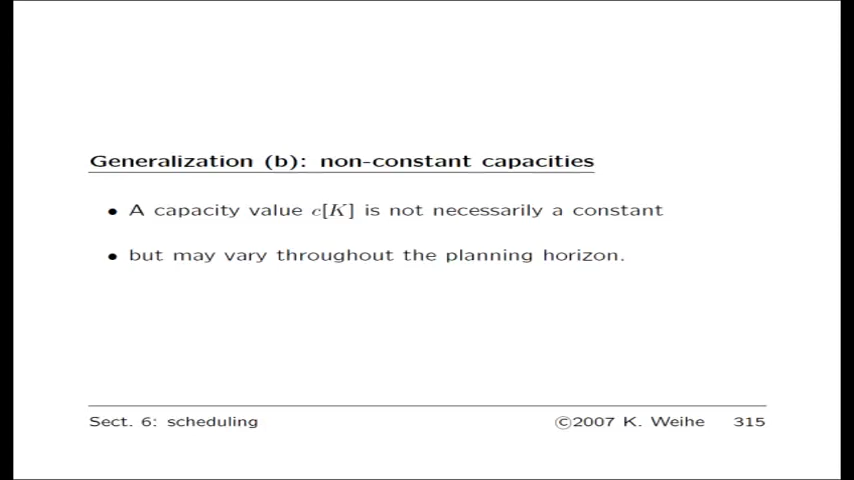 Generalization (b): non-constant capacities
• A capacity value c[K] is not necessarily a constant
• but may vary throughout the planning horizon.
Sect. 6: scheduling ©2007 K. Weihe 315